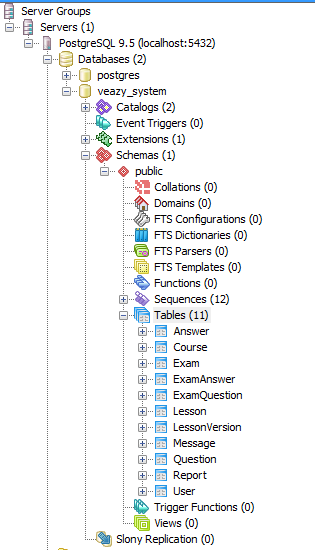 Server Groups
Servers (1)
PostgreSQL 9.5 (localhost:5432)
Databases (2)
postgres
veazy_system
Catalogs (2)
Event Triggers (0)
Extensions (1)
Schemas (1)
public
Collations (0)
Domains (0)
FTS Configurations (0)
FTS Dictionaries (0)
FTS Parsers (0)
FTS Templates (0)
Functions (0)
Sequences (12)
Tables (11)
Answer
Course
Exam
ExamAnswer
ExamQuestion
Lesson
LessonVersion
Message
Question
Report
User
Trigger Functions (0)
Views (0)
Slony Replication (0)